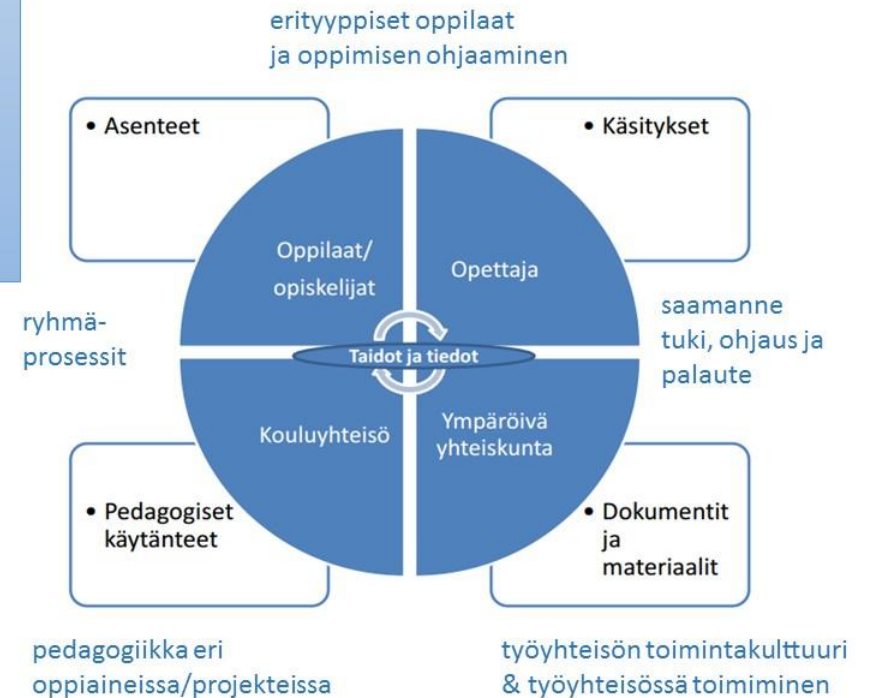 erityyppiset oppilaat
ja oppimisen ohjaaminen
• Asenteet
• Käsitykset
Oppilaat/
opiskelijat
Opettaja
ryhmä-
prosessit
saamanne
tuki, ohjaus ja
palaute
Taidot ja tiedot
Kouluyhteisö
Ympäröivä
yhteiskunta
• Pedagogiset
käytänteet
• Dokumentit
ja
materiaalit
pedagogiikka eri
oppiaineissa/projekteissa
työyhteisön toimintakulttuuri
& työyhteisössä toimiminen